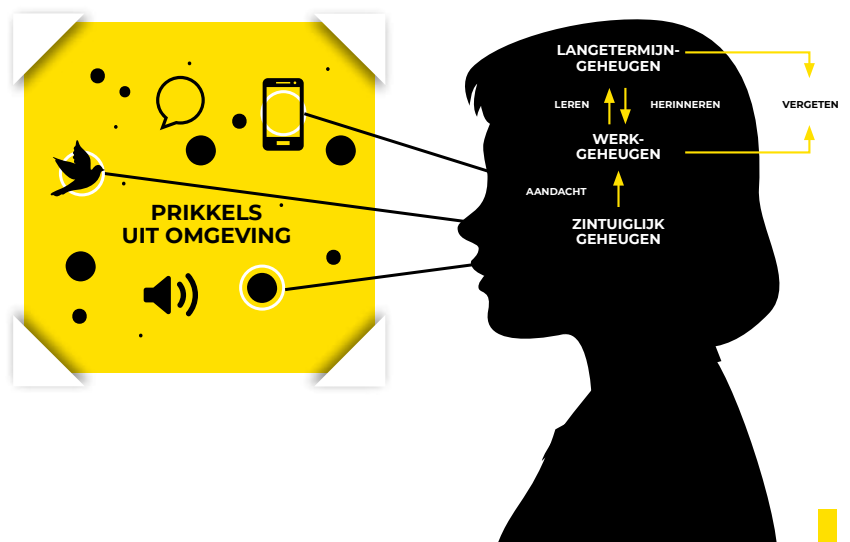 PRIKKELS
UIT OMGEVING
LANGETERMIJN-
GEHEUGEN
LEREN
HERINNEREN
VERGETEN
WERK-
GEHEUGEN
AANDACHT
ZINTUIGLIJK
GEHEUGEN